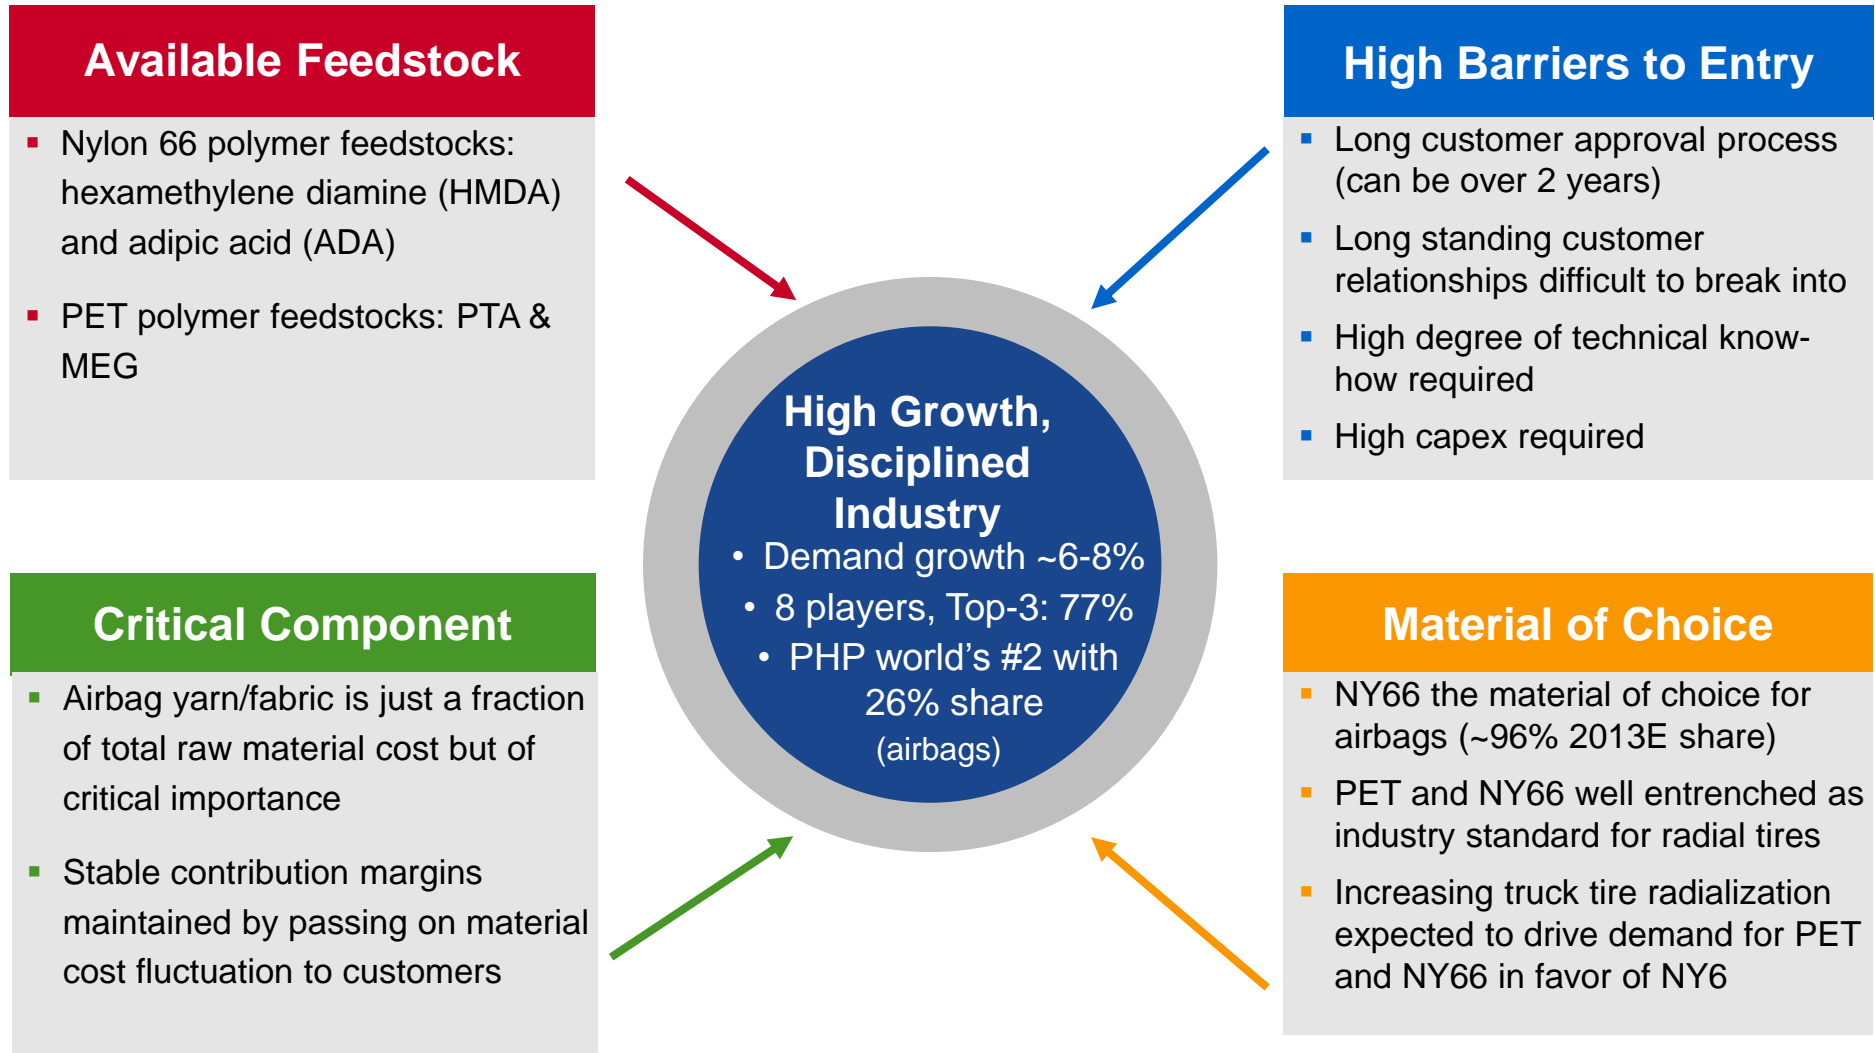 Available Feedstock
▪ Nylon 66 polymer feedstocks:
hexamethylene diamine (HMDA)
and adipic acid (ADA)
▪ PET polymer feedstocks: PTA &
MEG
High Barriers to Entry
▪ Long customer approval process
(can be over 2 years)
▪ Long standing customer
relationships difficult to break into
▪ High degree of technical know-
how required
▪ High capex required
High Growth,
Disciplined
Industry
• Demand growth ~6-8%
• 8 players, Top-3: 77%
• PHP world’s #2 with
26% share
(airbags)
Critical Component
▪ Airbag yarn/fabric is just a fraction
of total raw material cost but of
critical importance
▪ Stable contribution margins
maintained by passing on material
cost fluctuation to customers
Material of Choice
▪ NY66 the material of choice for
airbags (~96% 2013E share)
▪ PET and NY66 well entrenched as
industry standard for radial tires
▪ Increasing truck tire radialization
expected to drive demand for PET
and NY66 in favor of NY6